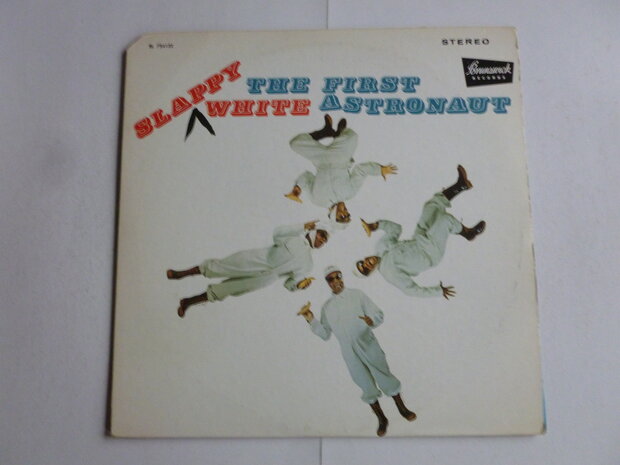 STEREO
Brunswick
RECORDS
THE FIRST
SLAPPY WHITE ASTRONAUT